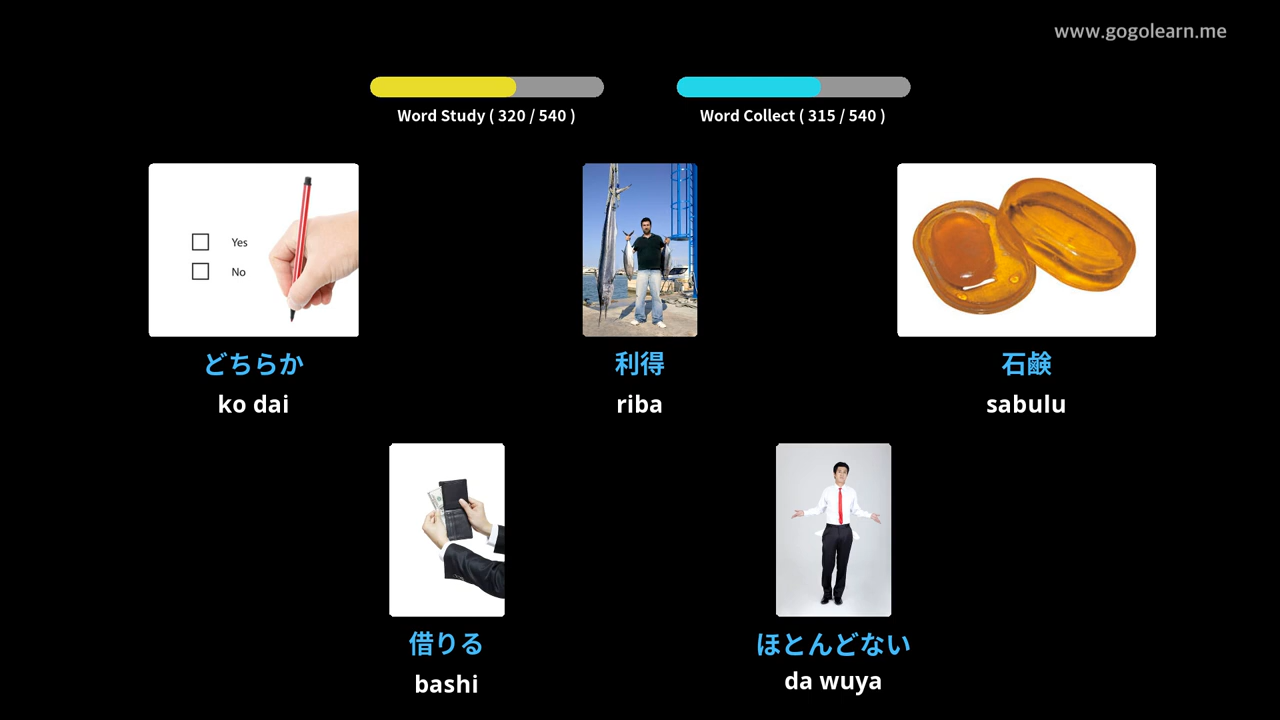 www.gogolearn.me
Word Study ( 320 / 540 )
Word Collect ( 315 / 540 )
Yes
No
どちらか
ko dai
利得
riba
石鹸
sabulu
借りる
bashi
ほとんどない
da wuya